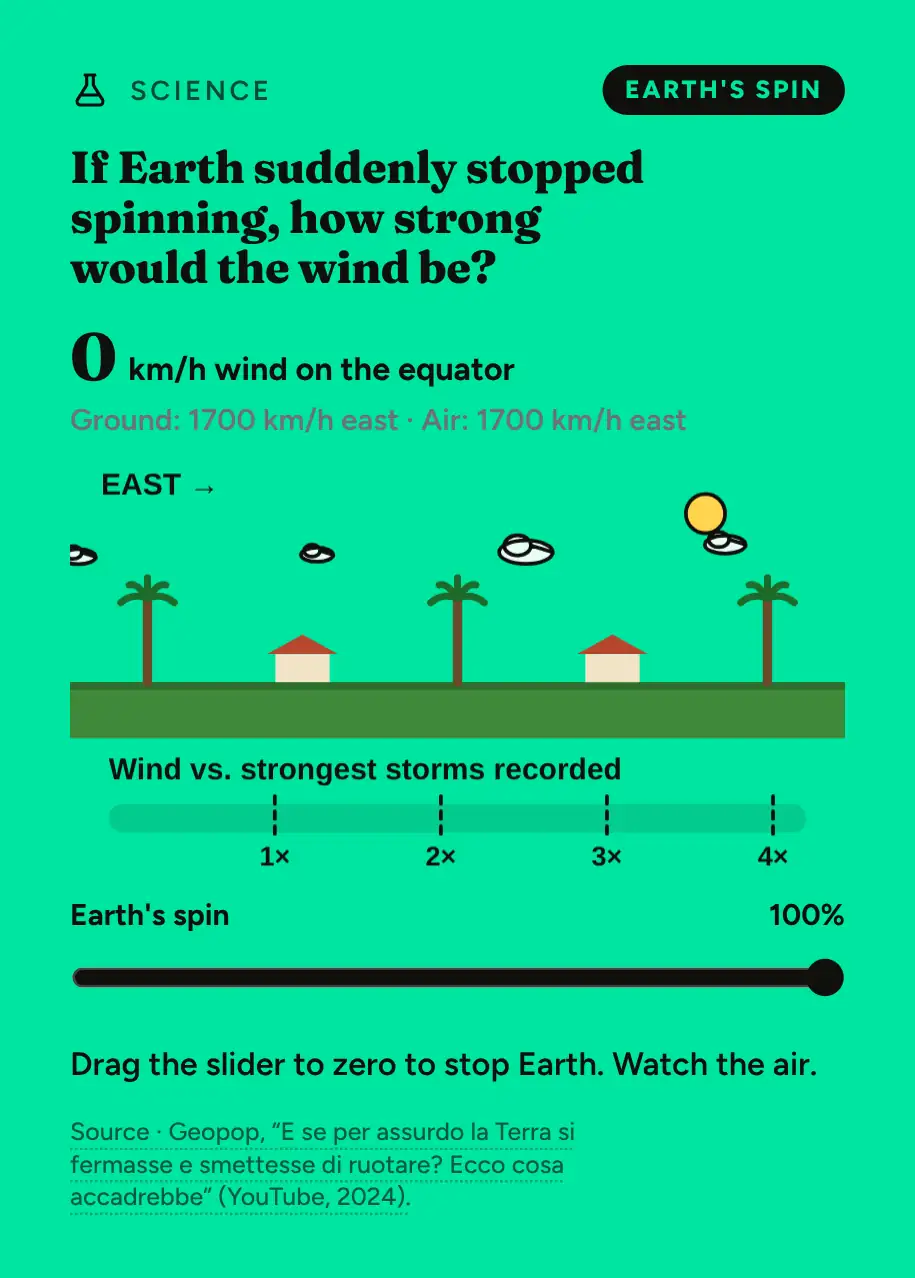 SCIENCE
EARTH'S SPIN
If Earth suddenly stopped
spinning, how strong
would the wind be?
0 km/h wind on the equator
Ground: 1700 km/h east · Air: 1700 km/h east
EAST →
Wind vs. strongest storms recorded
1× 2× 3× 4×
Earth's spin 100%
Drag the slider to zero to stop Earth. Watch the air.
Source · Geopop, “E se per assurdo la Terra si
fermasse e smettesse di ruotare? Ecco cosa
accadrebbe” (YouTube, 2024).